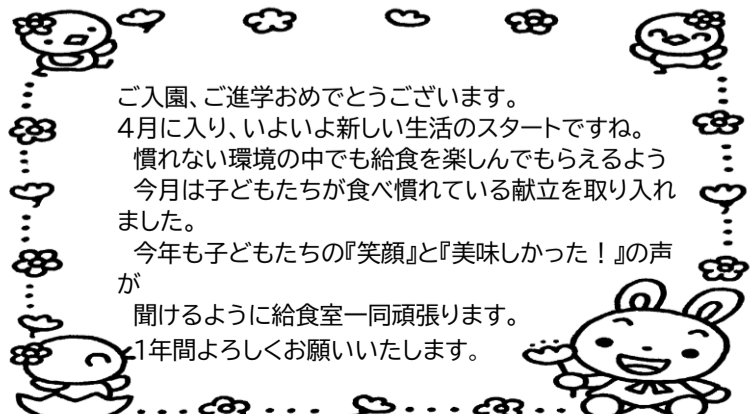 ご入園、ご進学おめでとうございます。
4月に入り、いよいよ新しい生活のスタートですね。
慣れない環境の中でも給食を楽しんでもらえるよう
今月は子どもたちが食べ慣れている献立を取り入れ
ました。
今年も子どもたちの『笑顔』と『美味しかった！』の声
が
聞けるように給食室一同頑張ります。
1年間よろしくお願いいたします。